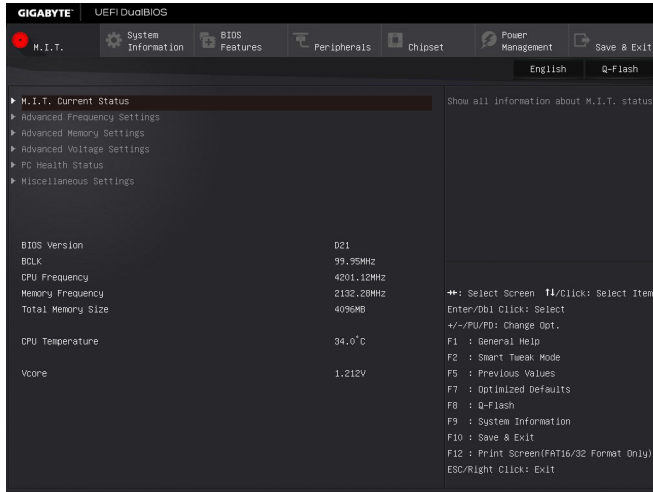 GIGABYTE™ UEFI DualBIOS
M.I.T.
System Information
BIOS Features
Peripherals
Chipset
Power Management
Save & Exit
English
Q-Flash
M.I.T. Current Status
Advanced Frequency Settings
Advanced Memory Settings
Advanced Voltage Settings
PC Health Status
Miscellaneous Settings
BIOS Version D21
BCLK 99.95MHz
CPU Frequency 4201.12MHz
Memory Frequency 2132.28MHz
Total Memory Size 4096MB
CPU Temperature 34.0°C
Vcore 1.212V
Show all information about M.I.T. status
→←: Select Screen ↑↓/Click: Select Item
Enter/Dbl Click: Select
+/-/PU/PD: Change Opt.
F1 : General Help
F2 : Smart Tweak Mode
F5 : Previous Values
F7 : Optimized Defaults
F8 : Q-Flash
F9 : System Information
F10 : Save & Exit
F12 : Print Screen(FAT16/32 Format Only)
ESC/Right Click: Exit